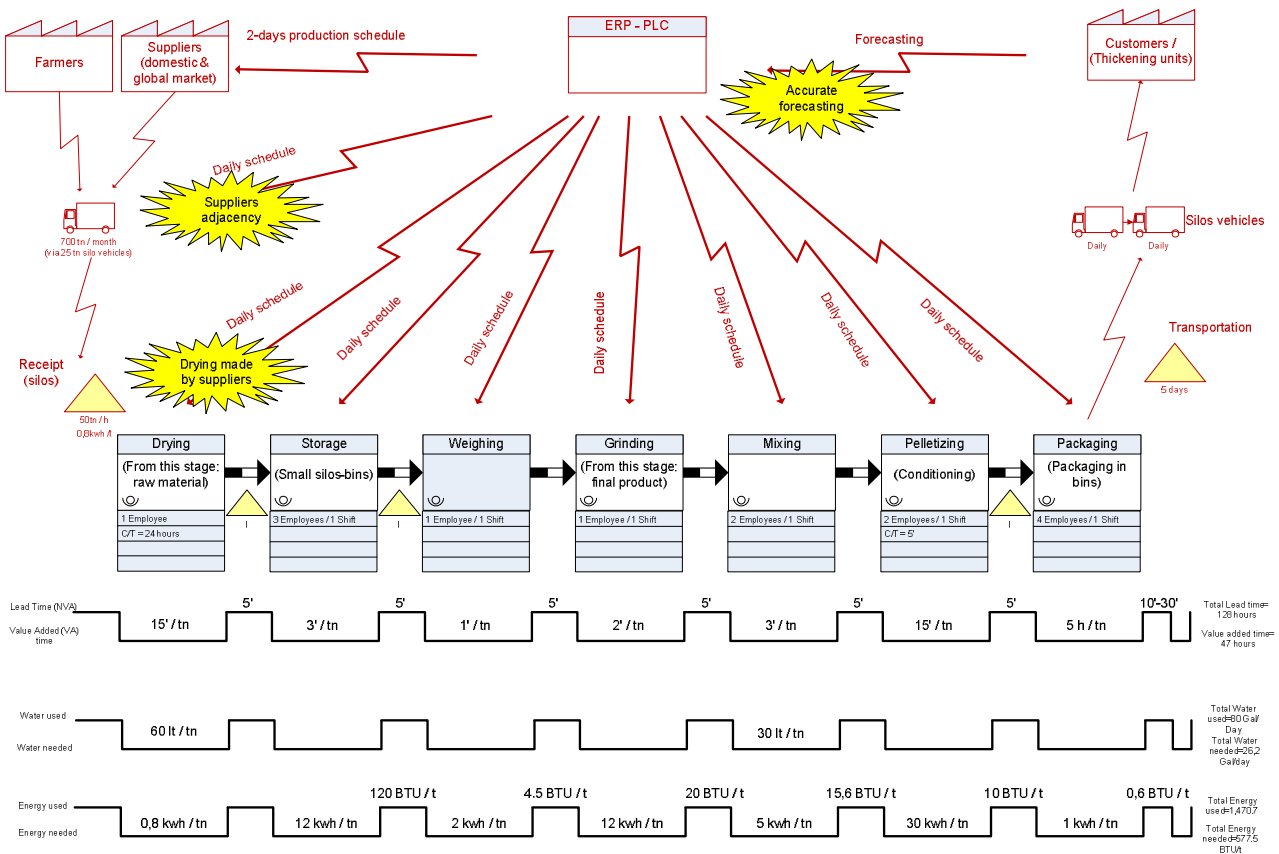 ERP - PLC
2-days production schedule
Forecasting
Farmers
Suppliers
(domestic &
global market)
Customers /
(Thickening units)
Accurate
forecasting
Daily schedule
Suppliers
adjacency
700 tn / month
(via 25 tn silo vehicles)
Silos vehicles
Daily
Daily
Daily schedule
Daily schedule
Daily schedule
Daily schedule
Daily schedule
Daily schedule
Daily schedule
Transportation
5 days
Receipt
(silos)
50tn / h
0,8kwh /t
Drying made
by suppliers
Drying
(From this stage:
raw material)
1 Employee
C/T = 24 hours
I
Storage
(Small silos-bins)
3 Employees / 1 Shift
I
Weighing
1 Employee / 1 Shift
Grinding
(From this stage:
final product)
1 Employee / 1 Shift
Mixing
2 Employees / 1 Shift
Pelletizing
(Conditioning)
2 Employees / 1 Shift
C/T = 5'
I
Packaging
(Packaging in
bins)
4 Employees / 1 Shift
Lead Time (NVA)
5'
5'
5'
5'
5'
5'
10'-30'
Total Lead time=
128 hours
Value Added (VA)
time
15' / tn
3' / tn
1' / tn
2' / tn
3' / tn
15' / tn
5 h / tn
Value added time=
47 hours
Water used
Water needed
60 lt / tn
30 lt / tn
Total Water
used=80 Gal/
Day
Total Water
needed=26,2
Gal/day
Energy used
120 BTU / t
4.5 BTU / t
20 BTU / t
15,6 BTU / t
10 BTU / t
0,6 BTU / t
Total Energy
used=1,470.7
Energy needed
0,8 kwh / tn
12 kwh / tn
2 kwh / tn
12 kwh / tn
5 kwh / tn
30 kwh / tn
1 kwh / tn
Total Energy
needed=577.5
BTU/t